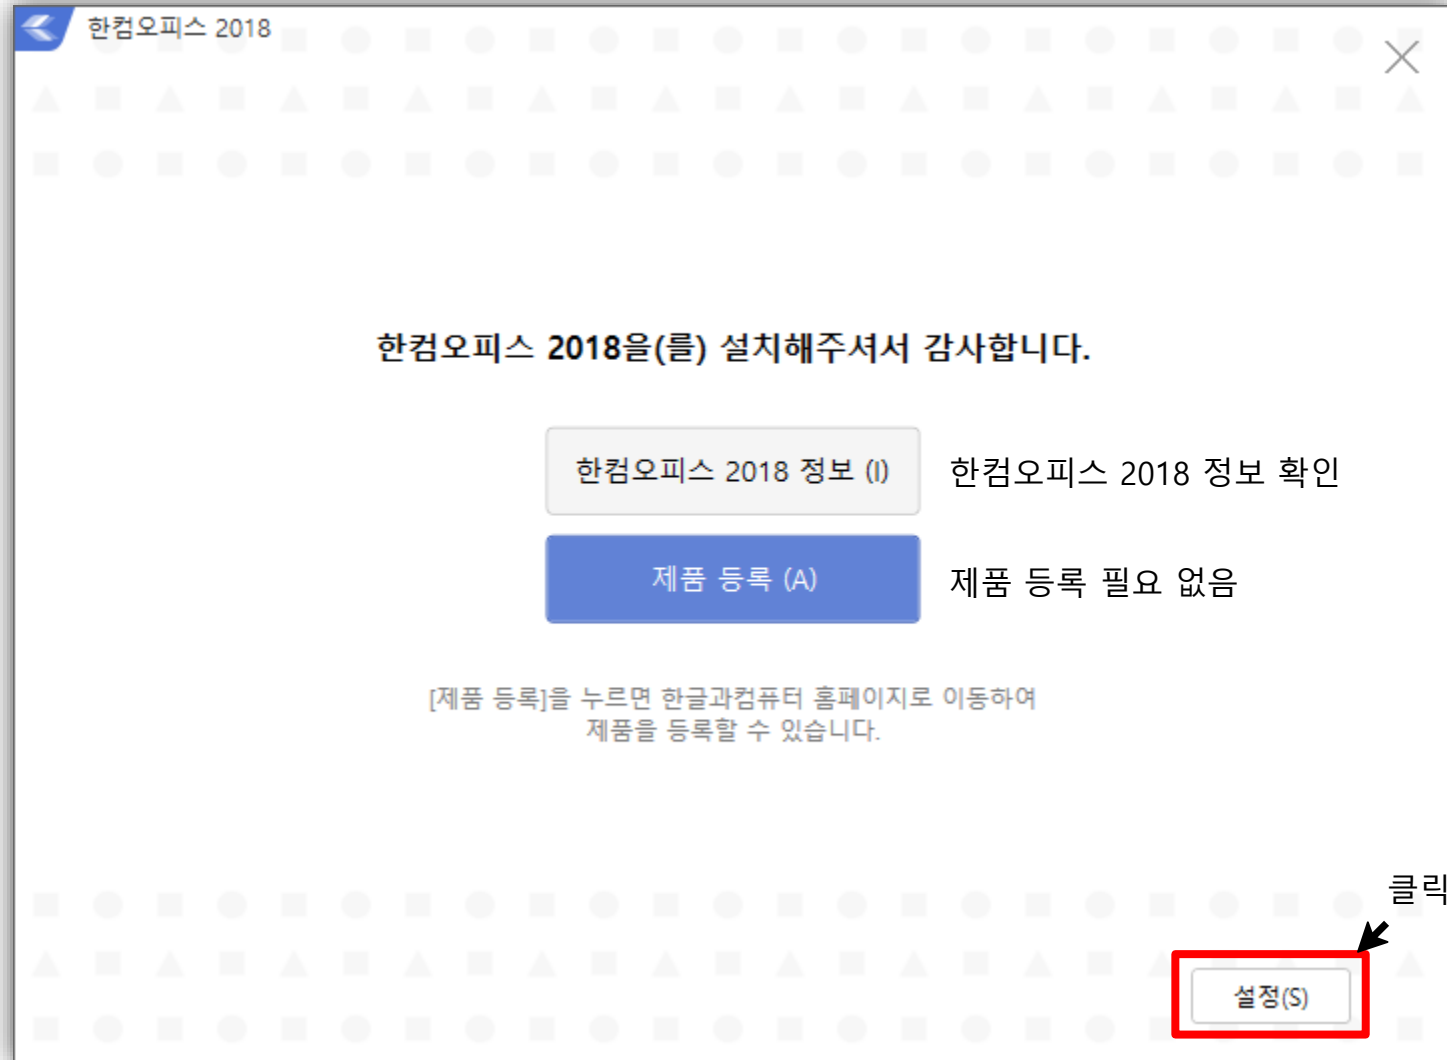 한컴오피스 2018
한컴오피스 2018을(를) 설치해주셔서 감사합니다.
한컴오피스 2018 정보 (I)
한컴오피스 2018 정보 확인
제품 등록 (A)
제품 등록 필요 없음
[제품 등록]을 누르면 한글과컴퓨터 홈페이지로 이동하여
제품을 등록할 수 있습니다.
클릭
설정(S)